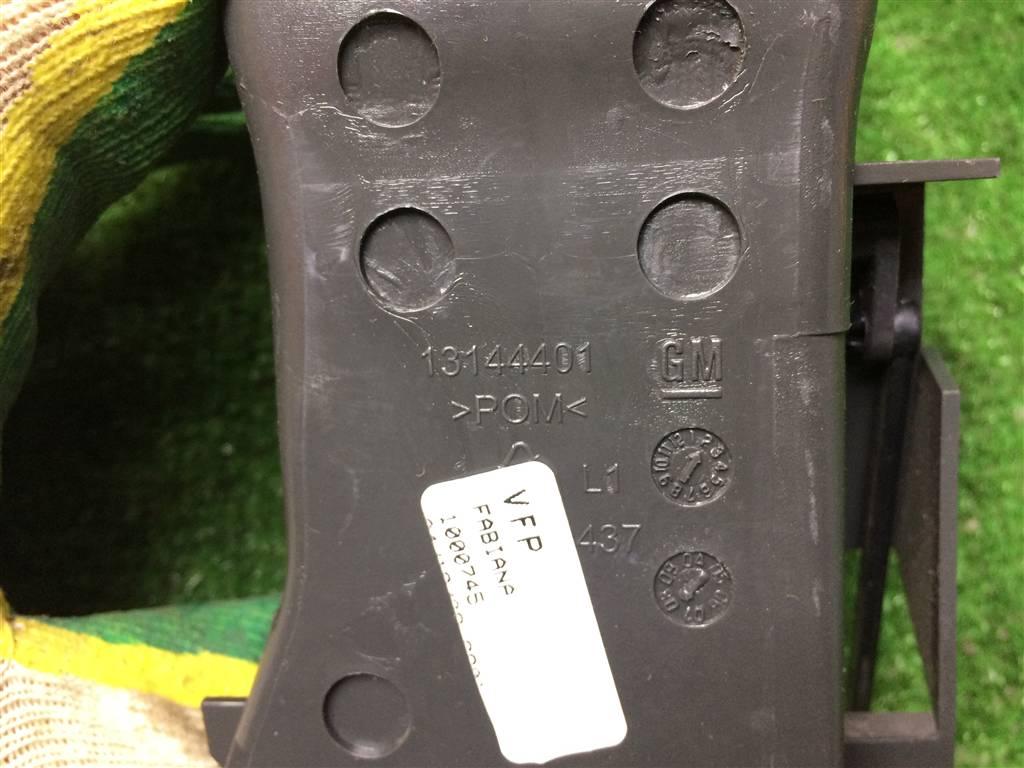 13144401
GM
>POM<
L1
437
VFP
FABIANA
1000745